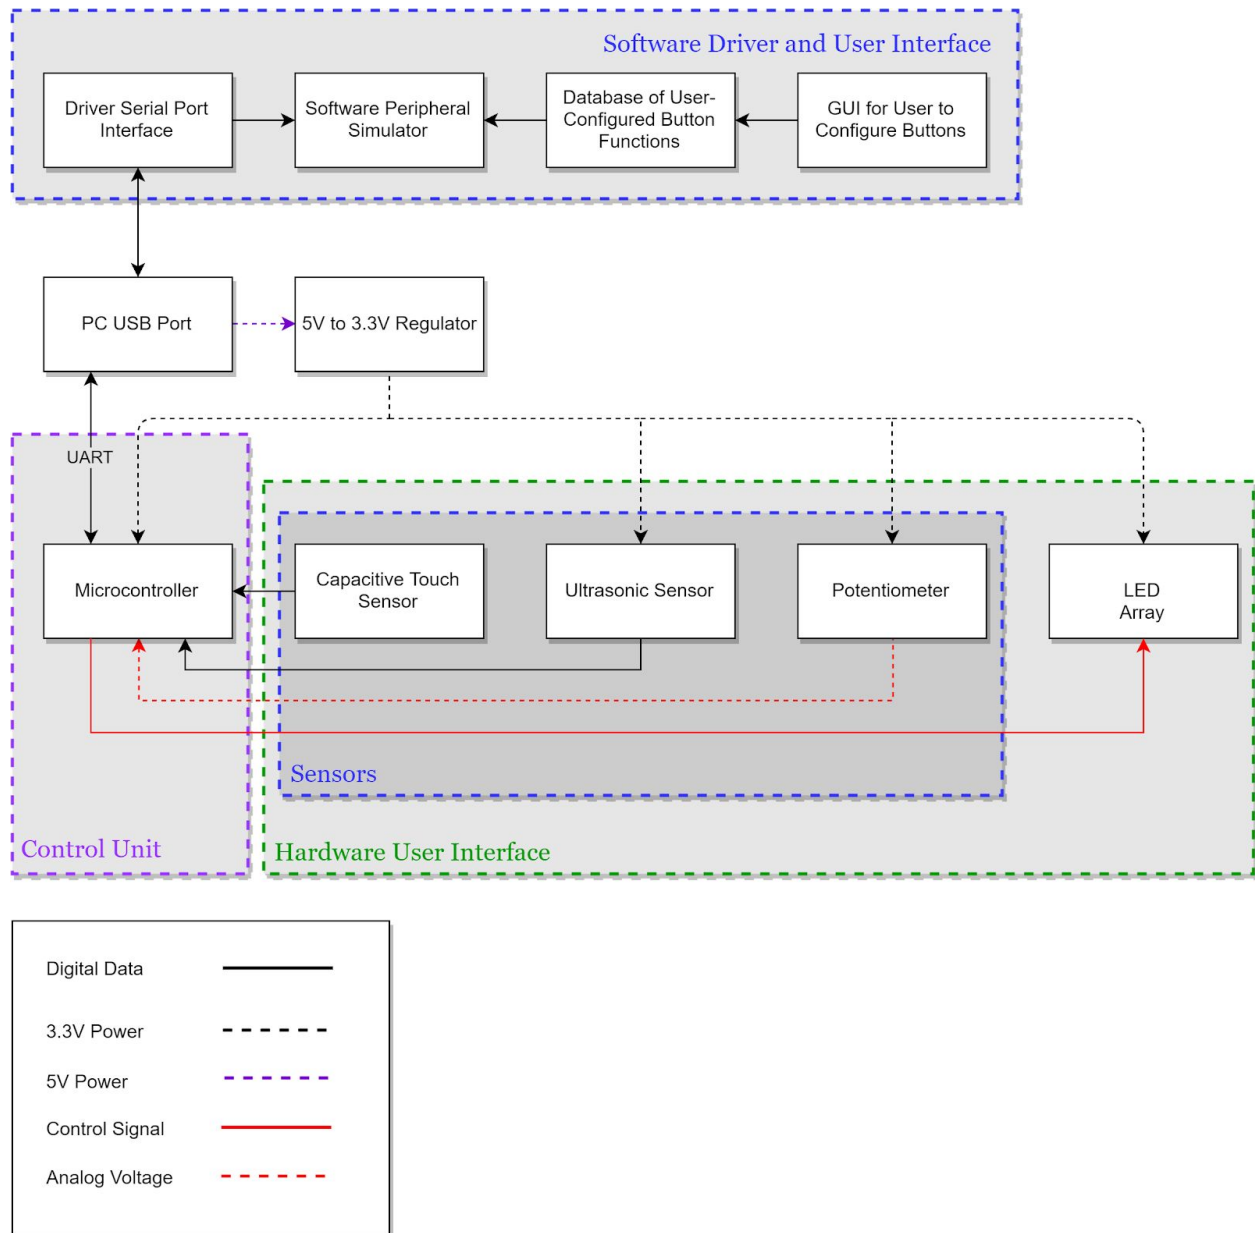 Software Driver and User Interface
Driver Serial Port
Interface
Software Peripheral
Simulator
Database of User-
Configured Button
Functions
GUI for User to
Configure Buttons
PC USB Port
5V to 3.3V Regulator
UART
Microcontroller
Capacitive Touch
Sensor
Ultrasonic Sensor
Potentiometer
LED
Array
Sensors
Control Unit
Hardware User Interface
Digital Data
3.3V Power
5V Power
Control Signal
Analog Voltage